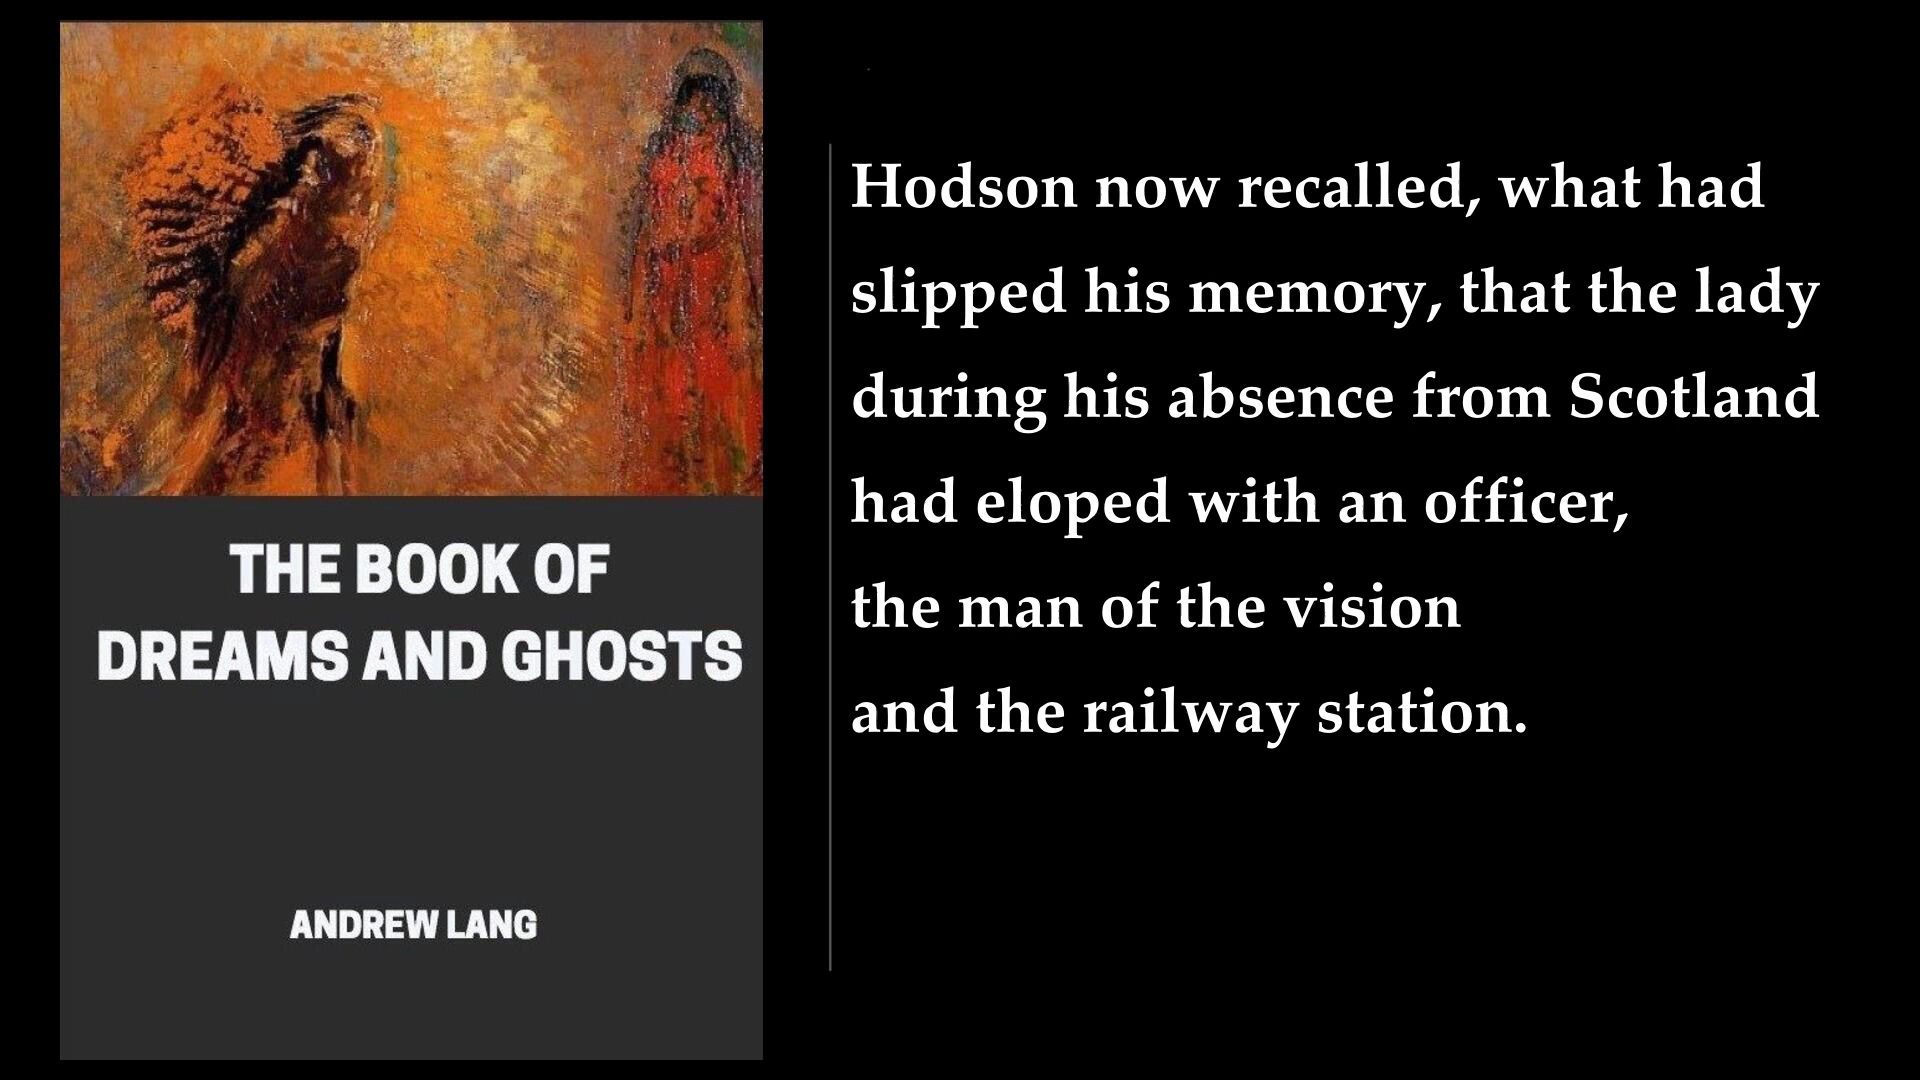 THE BOOK OF
DREAMS AND GHOSTS
ANDREW LANG
Hodson now recalled, what had
slipped his memory, that the lady
during his absence from Scotland
had eloped with an officer,
the man of the vision
and the railway station.